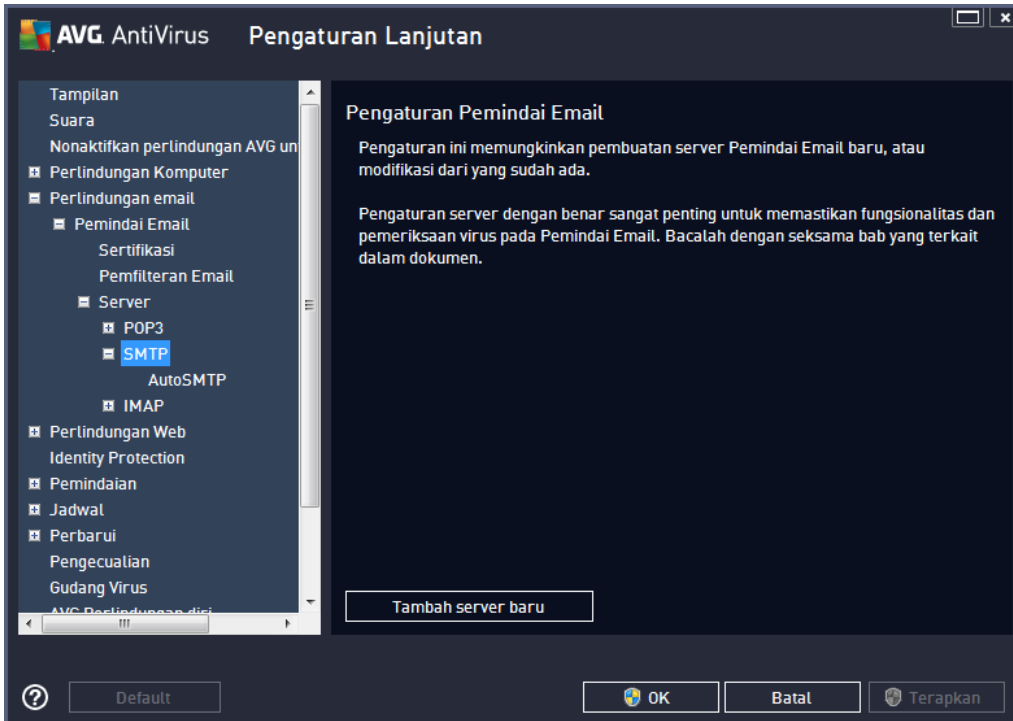 AVG. AntiVirus Pengaturan Lanjutan
Tampilan
Suara
Nonaktifkan perlindungan AVG un
Perlindungan Komputer
Perlindungan email
Pemindai Email
Sertifikasi
Pemfilteran Email
Server
POP3
SMTP
AutoSMTP
IMAP
Perlindungan Web
Identity Protection
Pemindaian
Jadwal
Perbarui
Pengecualian
Gudang Virus
AVG Perlindungan diri
Pengaturan Pemindai Email
Pengaturan ini memungkinkan pembuatan server Pemindai Email baru, atau
modifikasi dari yang sudah ada.
Pengaturan server dengan benar sangat penting untuk memastikan fungsionalitas dan
pemeriksaan virus pada Pemindai Email. Bacalah dengan seksama bab yang terkait
dalam dokumen.
Tambah server baru
Default
OK
Batal
Terapkan